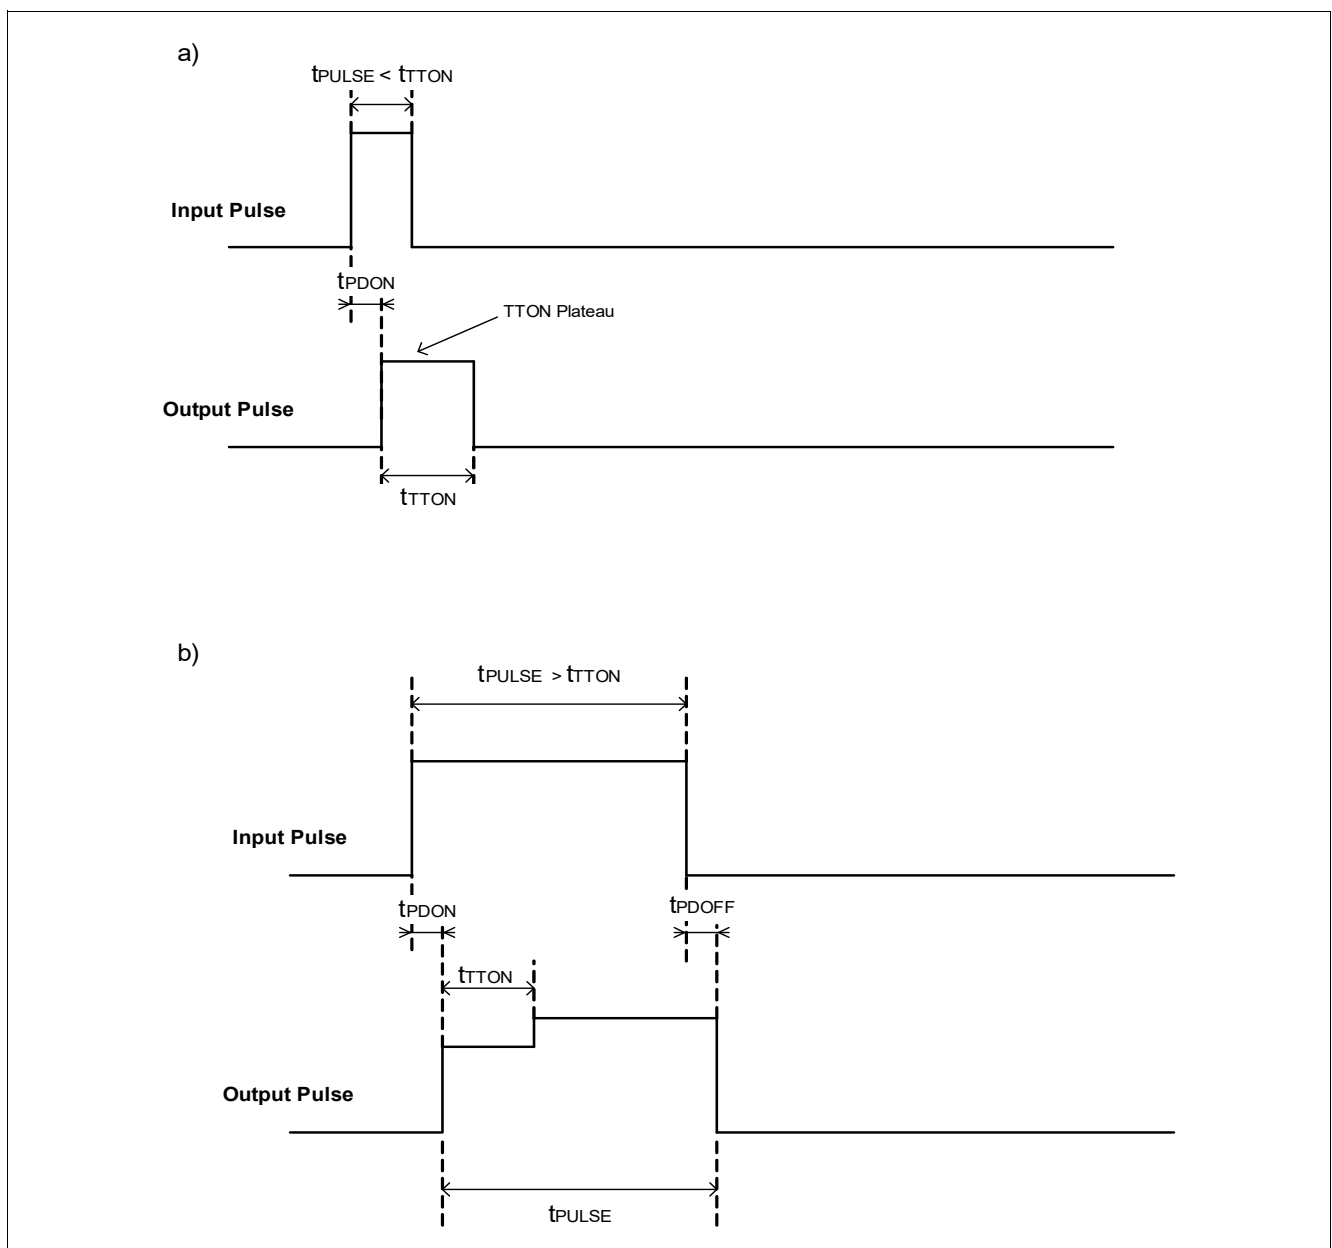 a)
tPULSE < tTTON
Input Pulse
tPDON
TTON Plateau
Output Pulse
tTTON
b)
tPULSE > tTTON
Input Pulse
tPDON
tPDOFF
tTTON
Output Pulse
tPULSE